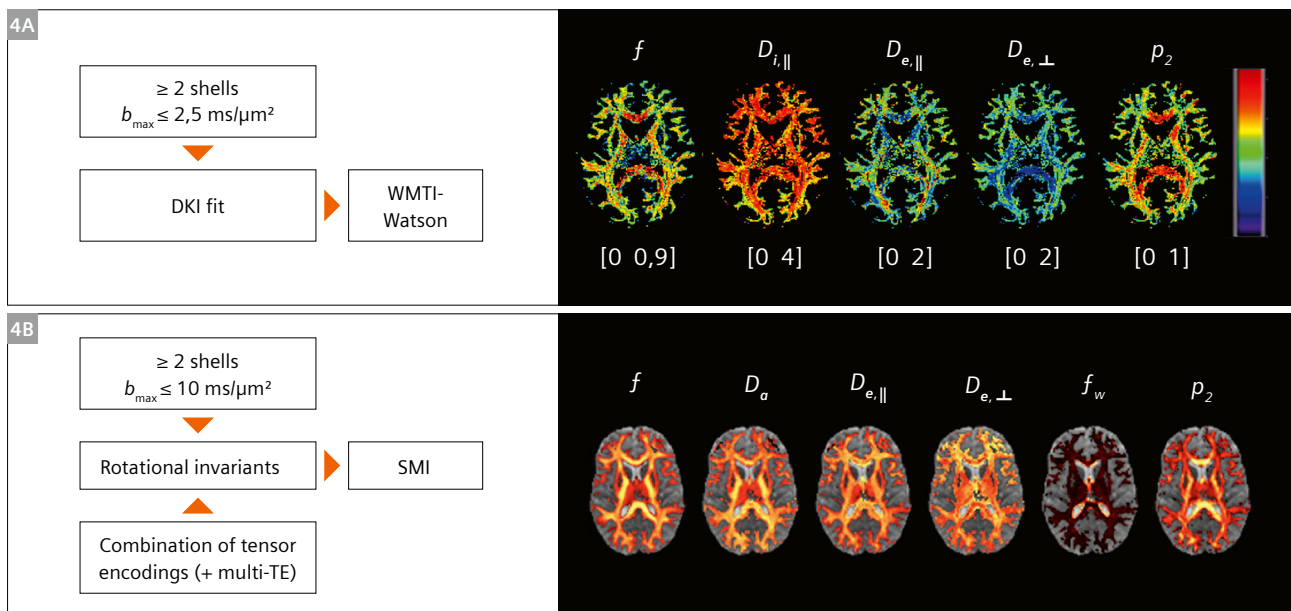 4A
≥ 2 shells
bmax ≤ 2,5 ms/µm²
DKI fit
WMTI-
Watson
f Di,∥ De,∥ De,⊥ p2
[0 0,9] [0 4] [0 2] [0 2] [0 1]
4B
≥ 2 shells
bmax ≤ 10 ms/µm²
Rotational invariants
SMI
Combination of tensor
encodings (+ multi-TE)
f Da De,∥ De,⊥ fw p2